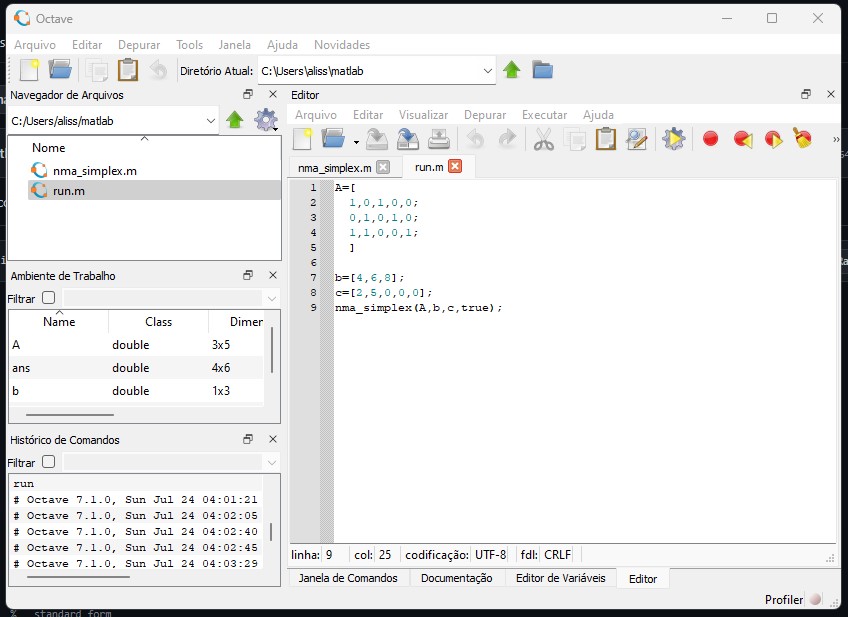 Octave
Arquivo Editar Depurar Tools Janela Ajuda Novidades
Diretório Atual: C:\Users\aliss\matlab
Navegador de Arquivos
C:/Users/aliss/matlab
Nome
nma_simplex.m
run.m
Ambiente de Trabalho
Filtrar
Name Class Dimen
A double 3x5
ans double 4x6
b double 1x3
Histórico de Comandos
Filtrar
run
# Octave 7.1.0, Sun Jul 24 04:01:21
# Octave 7.1.0, Sun Jul 24 04:02:05
# Octave 7.1.0, Sun Jul 24 04:02:40
# Octave 7.1.0, Sun Jul 24 04:02:45
# Octave 7.1.0, Sun Jul 24 04:03:29
Editor
Arquivo Editar Visualizar Depurar Executar Ajuda
»
nma_simplex.m run.m
1 A=[
2 1,0,1,0,0;
3 0,1,0,1,0;
4 1,1,0,0,1;
5 ]
6
7 b=[4,6,8];
8 c=[2,5,0,0,0];
9 nma_simplex(A,b,c,true);
linha: 9 col: 25 codificação: UTF-8 fdl: CRLF
Janela de Comandos Documentação Editor de Variáveis Editor
Profiler
% standard form